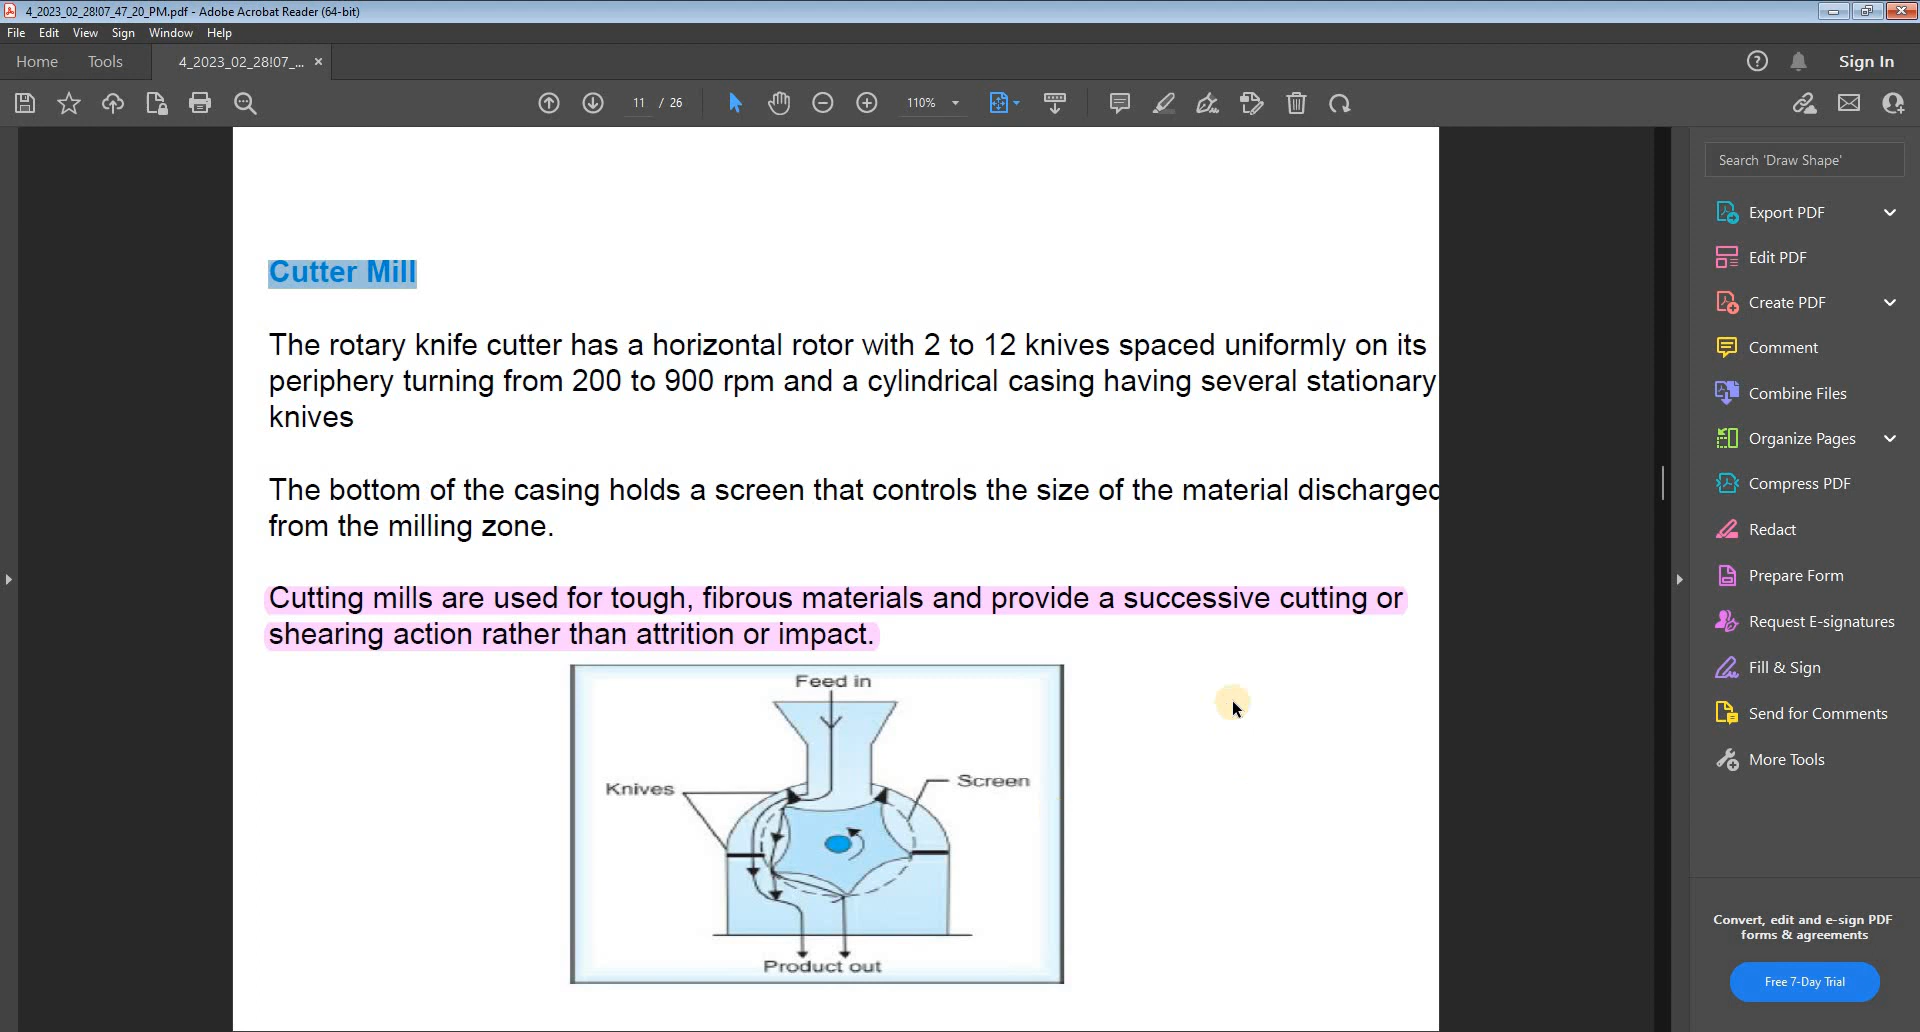 4_2023_02_28!07_47_20_PM.pdf - Adobe Acrobat Reader (64-bit)
File Edit View Sign Window Help
Home Tools 4_2023_02_28!07_... × Sign In
11 / 26 110%
Search 'Draw Shape'
Export PDF
Edit PDF
Create PDF
Comment
Combine Files
Organize Pages
Compress PDF
Redact
Prepare Form
Request E-signatures
Fill & Sign
Send for Comments
More Tools
Convert, edit and e-sign PDF
forms & agreements
Free 7-Day Trial
Cutter Mill
The rotary knife cutter has a horizontal rotor with 2 to 12 knives spaced uniformly on its
periphery turning from 200 to 900 rpm and a cylindrical casing having several stationary
knives
The bottom of the casing holds a screen that controls the size of the material discharged
from the milling zone.
Cutting mills are used for tough, fibrous materials and provide a successive cutting or
shearing action rather than attrition or impact.
Feed in
Knives
Screen
Product out